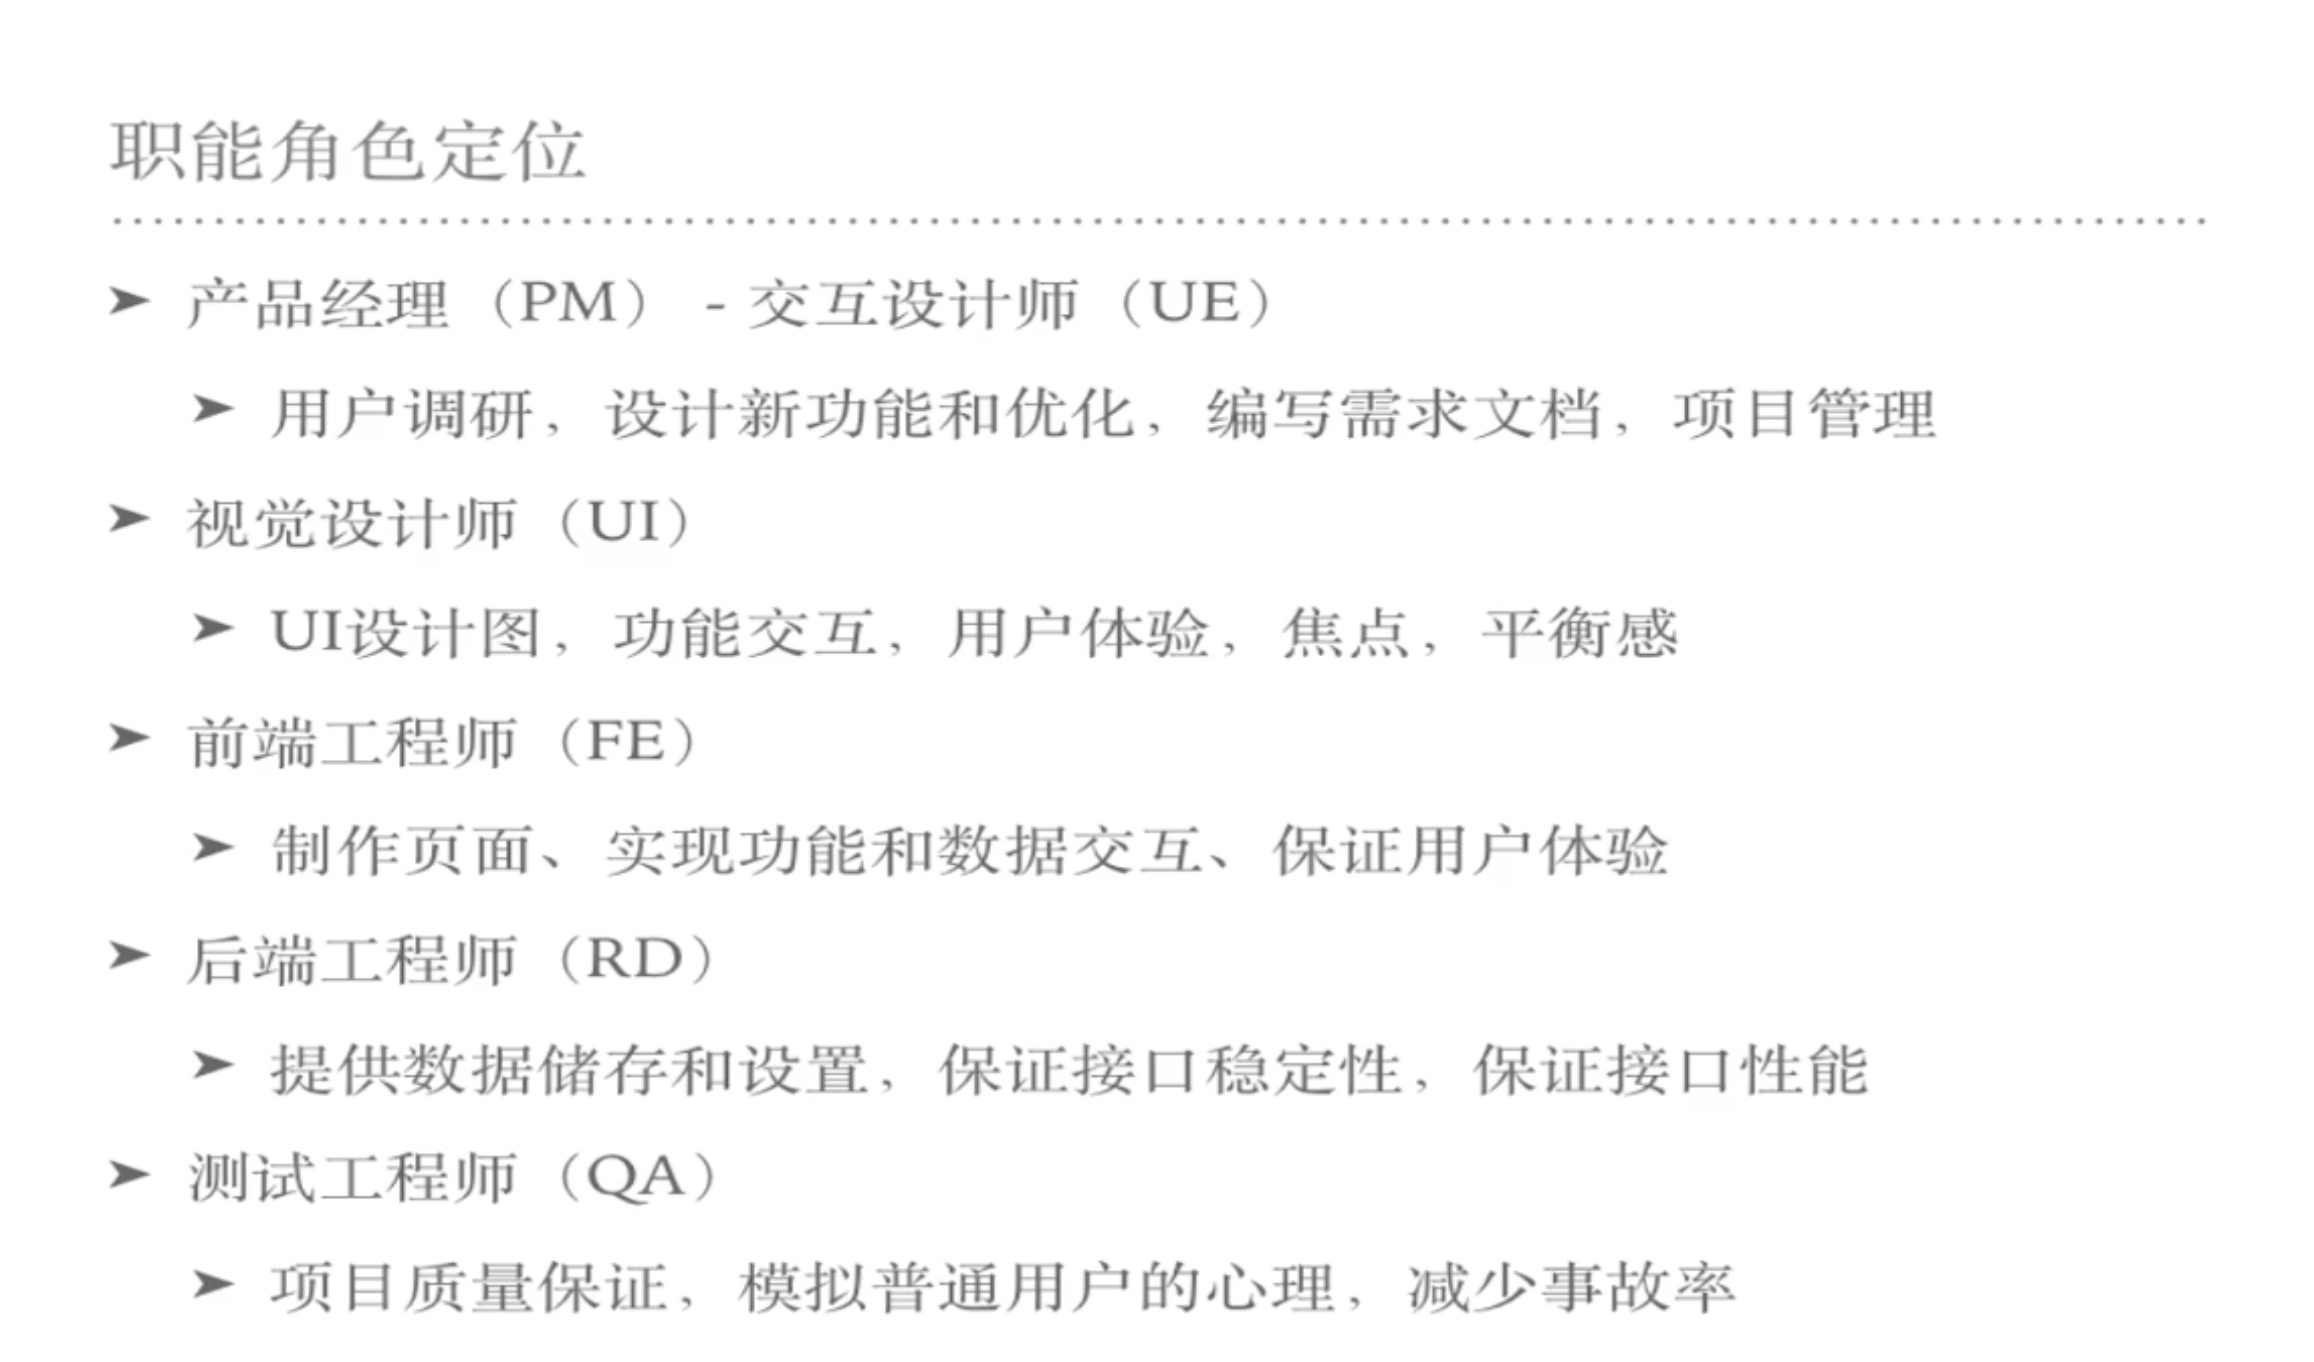 职能角色定位
➤ 产品经理（PM） - 交互设计师（UE）
➤ 用户调研，设计新功能和优化，编写需求文档，项目管理
➤ 视觉设计师（UI）
➤ UI设计图，功能交互，用户体验，焦点，平衡感
➤ 前端工程师（FE）
➤ 制作页面、实现功能和数据交互、保证用户体验
➤ 后端工程师（RD）
➤ 提供数据储存和设置，保证接口稳定性，保证接口性能
➤ 测试工程师（QA）
➤ 项目质量保证，模拟普通用户的心理，减少事故率